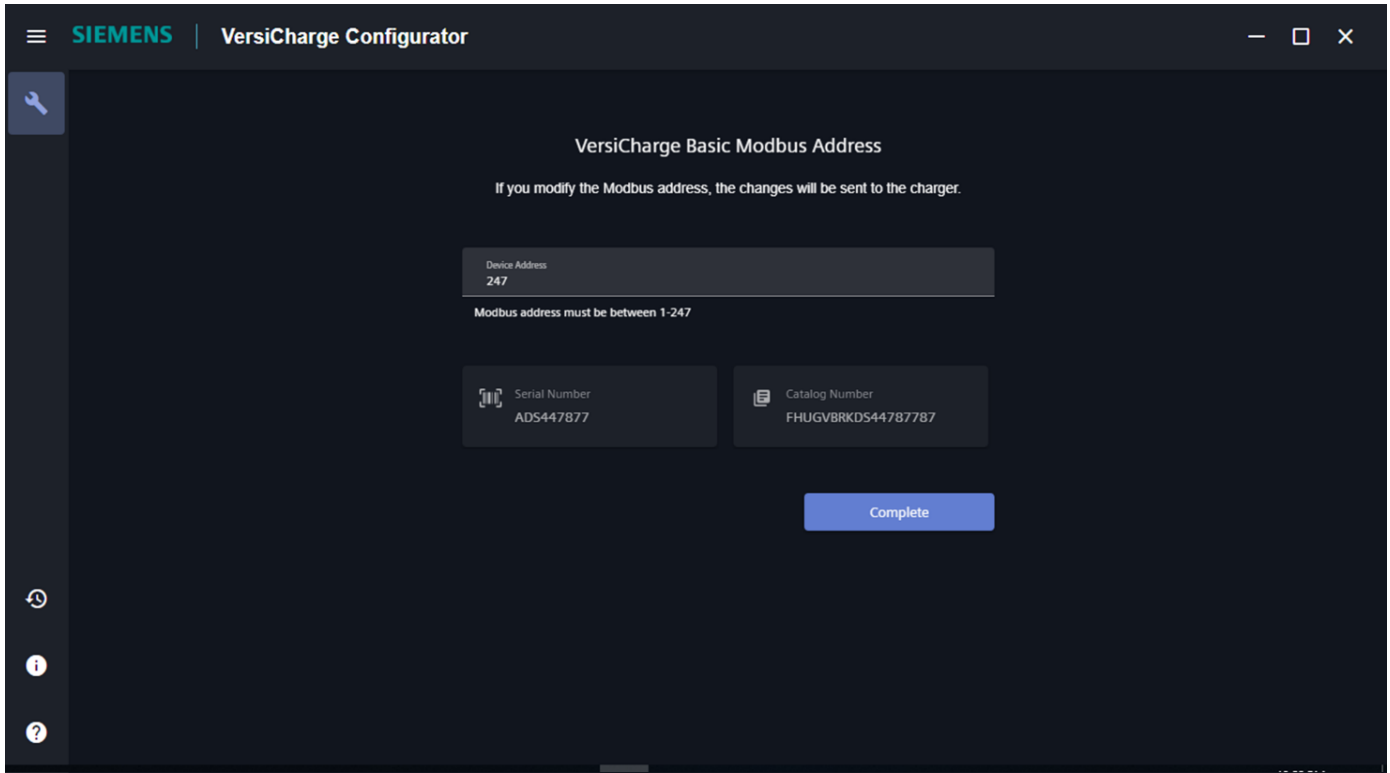 SIEMENS VersiCharge Configurator
VersiCharge Basic Modbus Address
If you modify the Modbus address, the changes will be sent to the charger.
Device Address
247
Modbus address must be between 1-247
Serial Number
ADS447877
Catalog Number
FHUGVBRKDS44787787
Complete